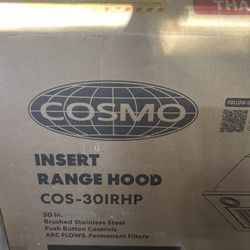 THA
COSMO
FOLLOW U
INSERT
RANGE HOOD
COS-30IRHP
30 in.
Brushed Stainless Steel
Push Button Controls
ARC FLOW® Permanent Filters